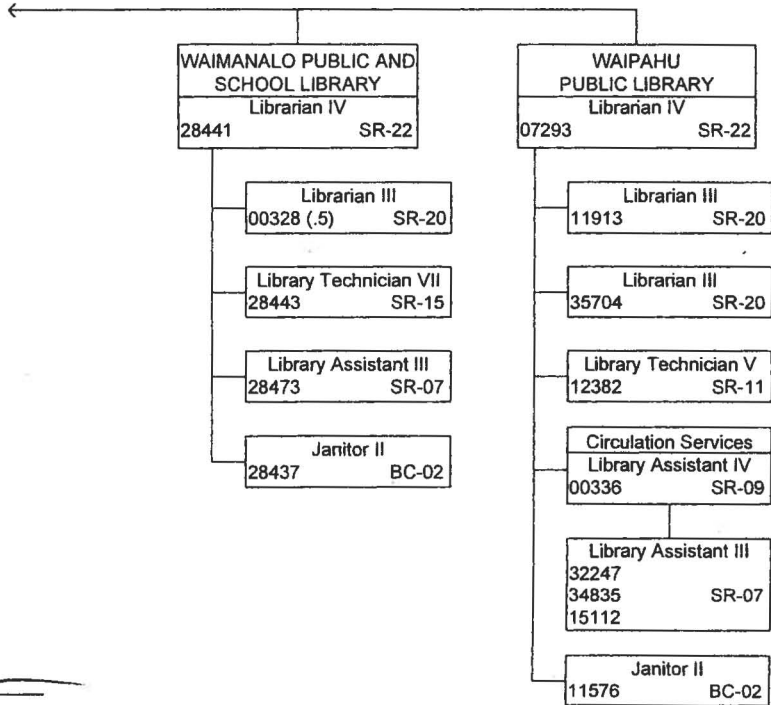 WAIMANALO PUBLIC AND
SCHOOL LIBRARY
Librarian IV
28441 SR-22
Librarian III
00328 (.5) SR-20
Library Technician VII
28443 SR-15
Library Assistant III
28473 SR-07
Janitor II
28437 BC-02
WAIPAHU
PUBLIC LIBRARY
Librarian IV
07293 SR-22
Librarian III
11913 SR-20
Librarian III
35704 SR-20
Library Technician V
12382 SR-11
Circulation Services
Library Assistant IV
00336 SR-09
Library Assistant III
32247
34835 SR-07
15112
Janitor II
11576 BC-02